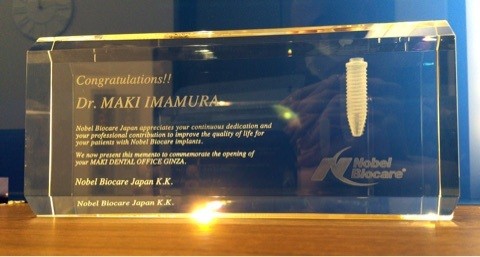 Congratulations!!
Dr. MAKI IMAMURA
Nobel Biocare Japan appreciates your continuous dedication and
your professional contribution to improve the quality of life for
your patients with Nobel Biocare implants.
We now present this memento to commemorate the opening of
your MAKI DENTAL OFFICE GINZA.
Nobel Biocare Japan K.K.
Nobel Biocare Japan K.K.
Nobel
Biocare®